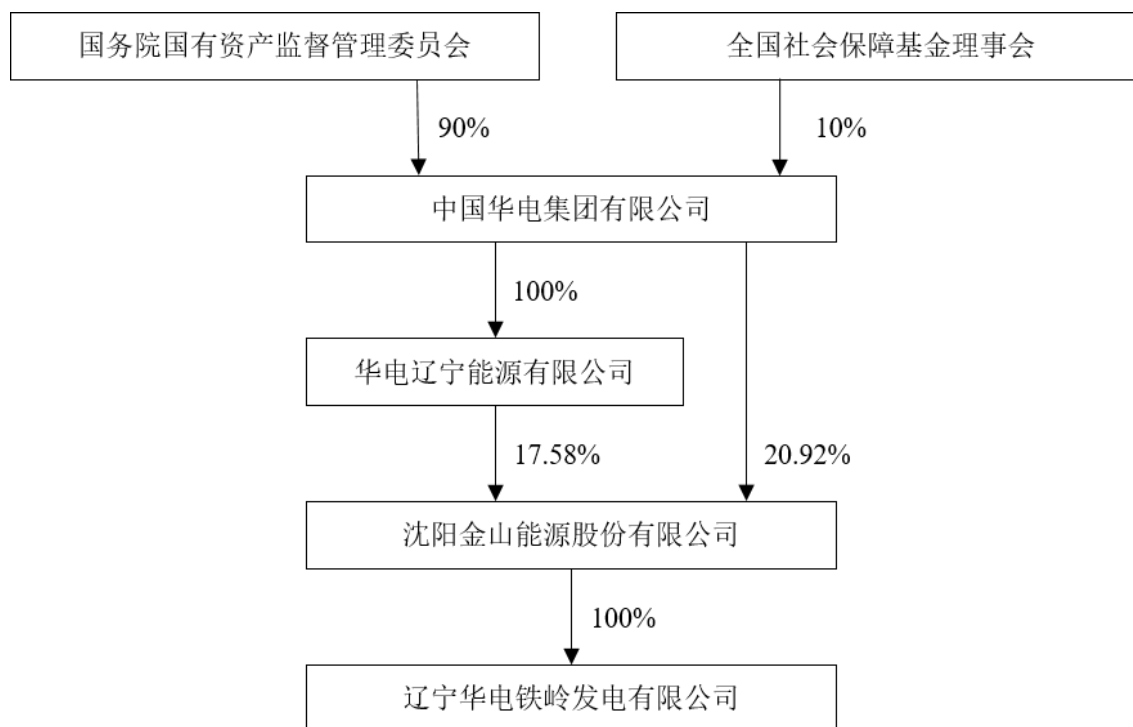 国务院国有资产监督管理委员会
全国社会保障基金理事会
90%
10%
中国华电集团有限公司
100%
华电辽宁能源有限公司
17.58%
20.92%
沈阳金山能源股份有限公司
100%
辽宁华电铁岭发电有限公司